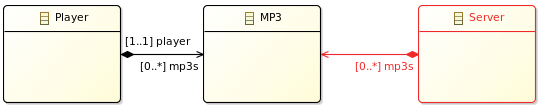 Player
MP3
Server
[1..1] player
[0..*] mp3s
[0..*] mp3s